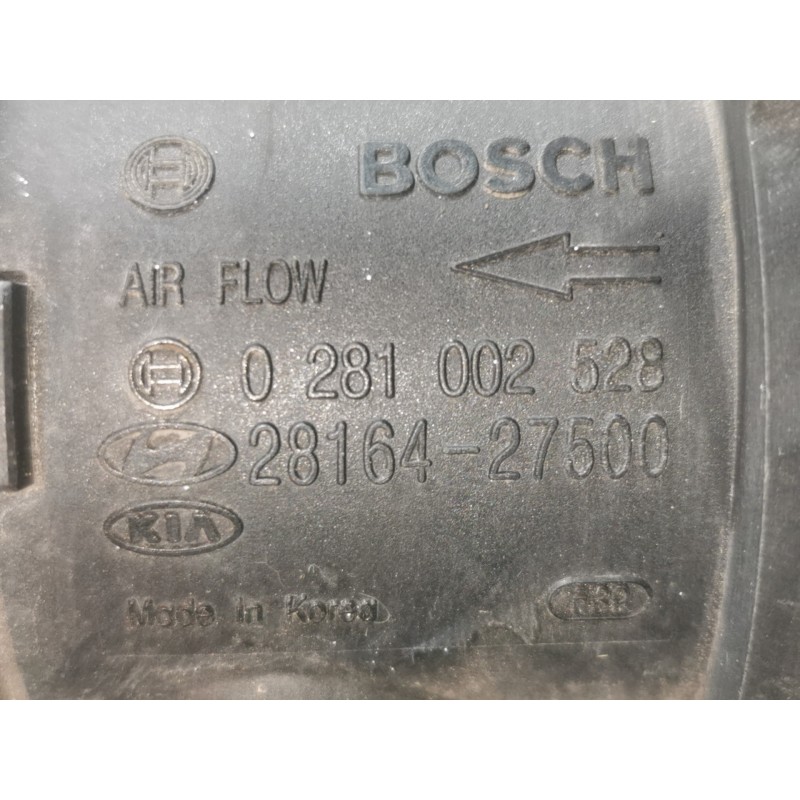 BOSCH
AIR FLOW
0 281 002 528
28164-27500
KIA
Made in Korea